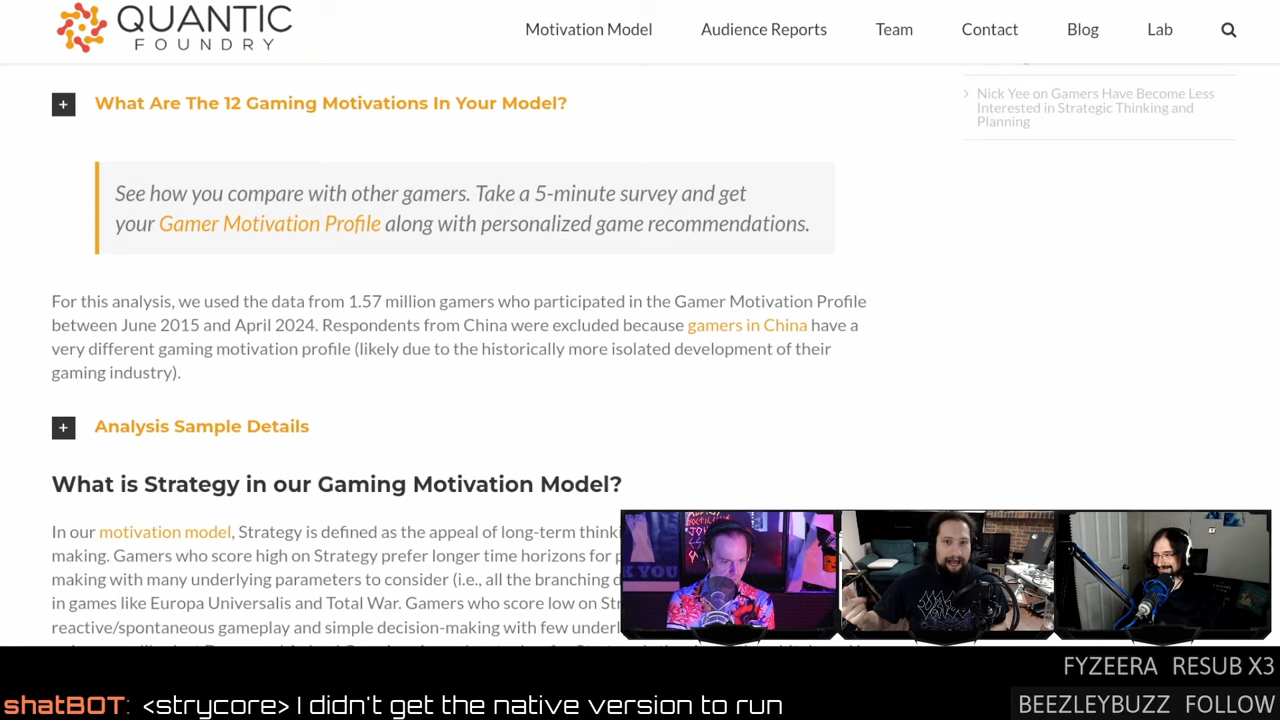 QUANTIC
FOUNDRY
Motivation Model
Audience Reports
Team
Contact
Blog
Lab
Nick Yee on Gamers Have Become Less
Interested in Strategic Thinking and
Planning
+ What Are The 12 Gaming Motivations In Your Model?
See how you compare with other gamers. Take a 5-minute survey and get
your Gamer Motivation Profile along with personalized game recommendations.
For this analysis, we used the data from 1.57 million gamers who participated in the Gamer Motivation Profile
between June 2015 and April 2024. Respondents from China were excluded because gamers in China have a
very different gaming motivation profile (likely due to the historically more isolated development of their
gaming industry).
+ Analysis Sample Details
What is Strategy in our Gaming Motivation Model?
In our motivation model, Strategy is defined as the appeal of long-term
making. Gamers who score high on Strategy prefer longer time horizons for
making with many underlying parameters to consider (i.e., all the branching
in games like Europa Universalis and Total War. Gamers who score low on
reactive/spontaneous gameplay and simple decision-making with few
FYZEERA RESUB X3
shatBOT: <strycore> I didn't get the native version to run
BEEZLEYBUZZ FOLLOW